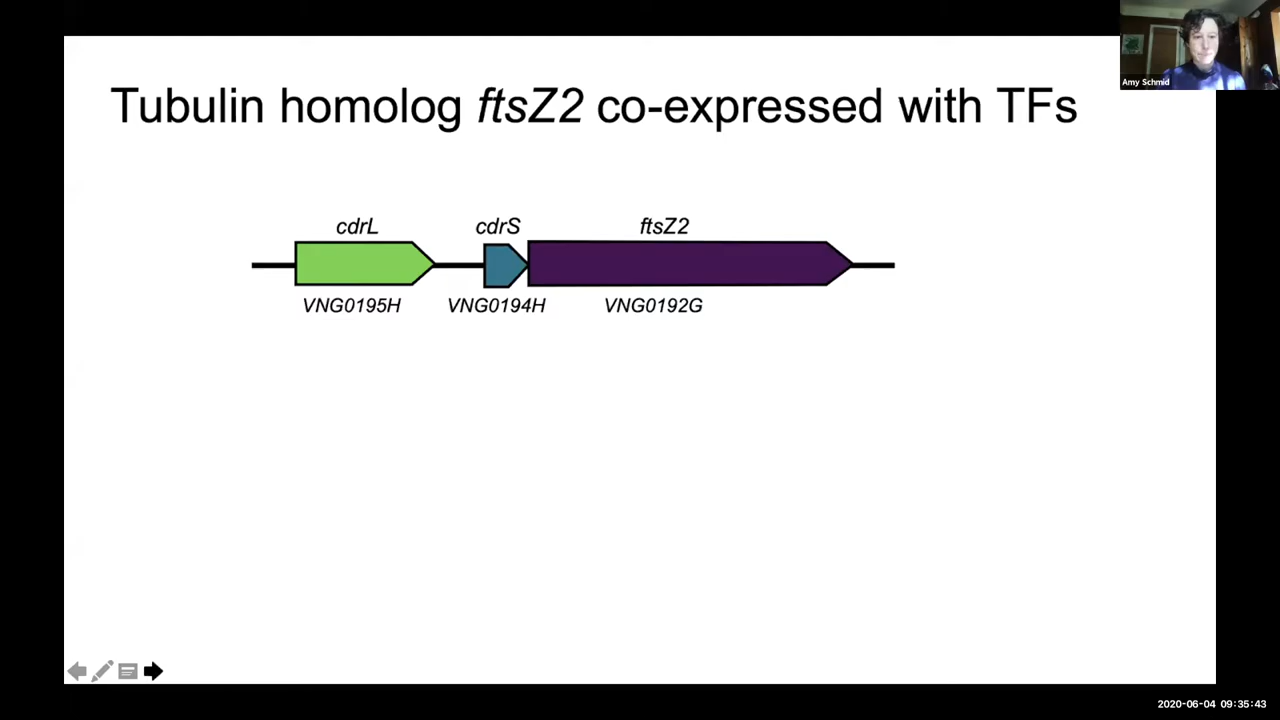 Amy Schmid
Tubulin homolog ftsZ2 co-expressed with TFs
cdrL cdrS ftsZ2
VNG0195H VNG0194H VNG0192G
2020-06-04 09:35:43